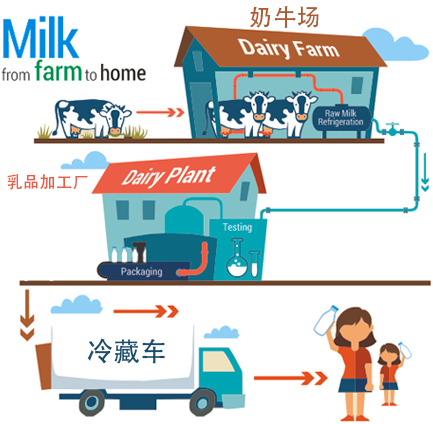 Milk
from farm to home
奶牛场
Dairy Farm
Raw Milk
Refrigeration
乳品加工厂
Dairy Plant
Testing
Packaging
冷藏车